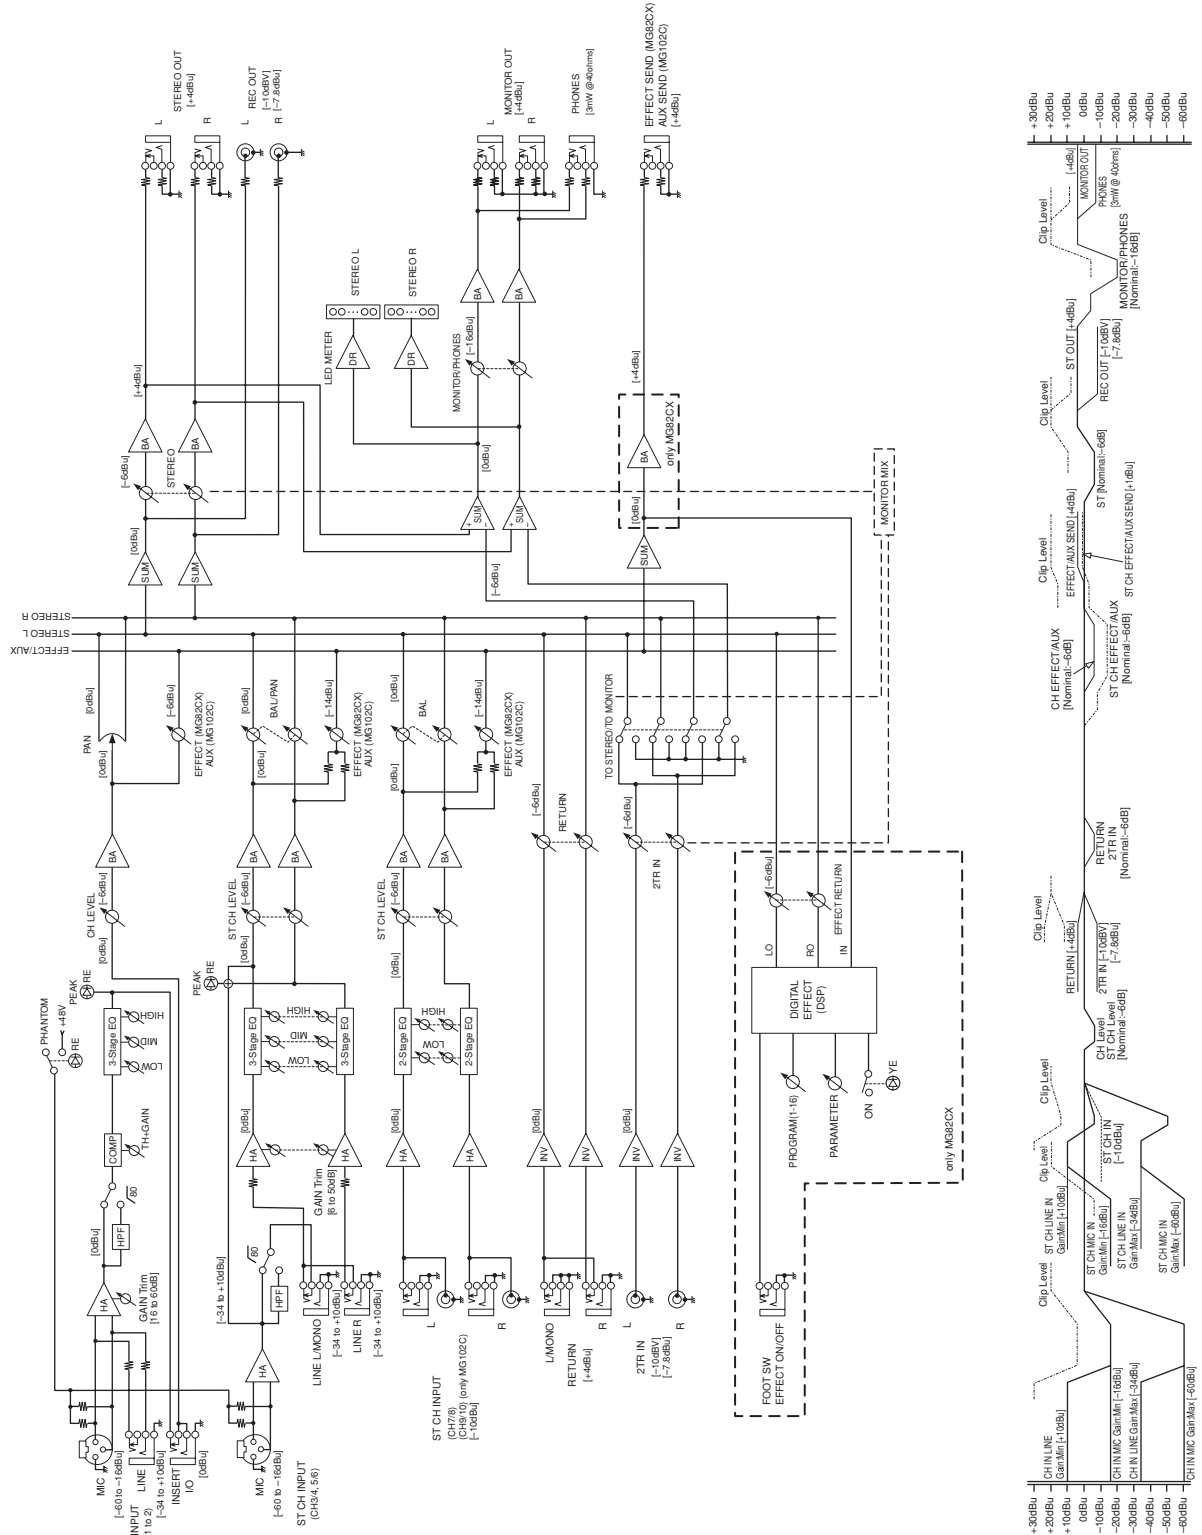 MIC
[–60 to –16dBu]
INPUT
1 to 2)
LINE
[–34 to +10dBu]
INSERT
I/O
[0dBu]
HA
GAIN Trim
[16 to 60dB]
[0dBu]
HPF
80
COMP
TH+GAIN
3-Stage EQ
LOW
MID
HIGH
PHANTOM
+48V
RE
PEAK
RE
[0dBu]
CH LEVEL
[–6dBu]
BA
[0dBu]
PAN
[0dBu]
[–6dBu]
EFFECT (MG82CX)
AUX (MG102C)
MIC
[–60 to –16dBu]
ST CH INPUT
(CH3/4, 5/6)
HA
HPF
80
[–34 to +10dBu]
LINE L/MONO
[–34 to +10dBu]
LINE R
[–34 to +10dBu]
HA
HA
GAIN Trim
[6 to 50dB]
[0dBu]
3-Stage EQ
3-Stage EQ
LOW
MID
HIGH
PEAK
RE
[0dBu]
ST CH LEVEL
[–6dBu]
BA
BA
[0dBu]
BAL/PAN
[0dBu]
[–14dBu]
EFFECT (MG82CX)
AUX (MG102C)
ST CH INPUT
(CH7/8)
(CH9/10) (only MG102C)
[–10dBu]
L
R
HA
HA
[0dBu]
2-Stage EQ
2-Stage EQ
LOW
HIGH
[0dBu]
ST CH LEVEL
[–6dBu]
BA
BA
[0dBu]
BAL
[0dBu]
[–14dBu]
EFFECT (MG82CX)
AUX (MG102C)
L/MONO
R
RETURN
[+4dBu]
INV
INV
[0dBu]
RETURN
[–6dBu]
L
R
2TR IN
[–10dBV]
[–7.8dBu]
INV
INV
[0dBu]
2TR IN
[–6dBu]
TO STEREO/TO MONITOR
FOOT SW
EFFECT ON/OFF
PROGRAM(1-16)
PARAMETER
ON
YE
DIGITAL
EFFECT
(DSP)
LO
RO
IN
[–6dBu]
EFFECT RETURN
only MG82CX
MONITOR MIX
STEREO R
STEREO L
EFFECT/AUX
SUM
SUM
[0dBu]
[–6dBu]
STEREO
BA
BA
[+4dBu]
STEREO OUT
[+4dBu]
L
R
REC OUT
[–10dBV]
[–7.8dBu]
L
R
SUM
+
–
SUM
+
–
[–6dBu]
[0dBu]
LED METER
DR
DR
STEREO L
STEREO R
MONITOR/PHONES
[–16dBu]
BA
BA
MONITOR OUT
[+4dBu]
L
R
PHONES
[3mW @40ohms]
SUM
[0dBu]
BA
only MG82CX
[+4dBu]
EFFECT SEND (MG82CX)
AUX SEND (MG102C)
[+4dBu]
+30dBu
+20dBu
+10dBu
0dBu
–10dBu
–20dBu
–30dBu
–40dBu
–50dBu
–60dBu
CH IN LINE
Gain:Min [+10dBu]
CH IN MIC Gain:Min [–16dBu]
CH IN LINE Gain:Max [–34dBu]
CH IN MIC Gain:Max [–60dBu]
Clip Level
ST CH LINE IN
Gain:Min [+10dBu]
ST CH MIC IN
Gain:Min [–16dBu]
ST CH LINE IN
Gain:Max [–34dBu]
ST CH MIC IN
Gain:Max [–60dBu]
Clip Level
ST CH IN
[–10dBu]
Clip Level
CH Level
ST CH Level
[Nominal:–6dB]
RETURN [+4dBu]
2TR IN [–10dBV]
[–7.8dBu]
Clip Level
RETURN
2TR IN
[Nominal:–6dB]
CH EFFECT/AUX
[Nominal:–6dB]
ST CH EFFECT/AUX
[Nominal:–6dB]
Clip Level
EFFECT/AUX SEND [+4dBu]
ST CH EFFECT/AUX SEND [+1dBu]
ST [Nominal:–6dB]
Clip Level
ST OUT [+4dBu]
REC OUT [–10dBV]
[–7.8dBu]
MONITOR/PHONES
[Nominal:–16dB]
Clip Level
[+4dBu]
MONITOR OUT
PHONES
[3mW @ 40ohms]
+30dBu
+20dBu
+10dBu
0dBu
–10dBu
–20dBu
–30dBu
–40dBu
–50dBu
–60dBu